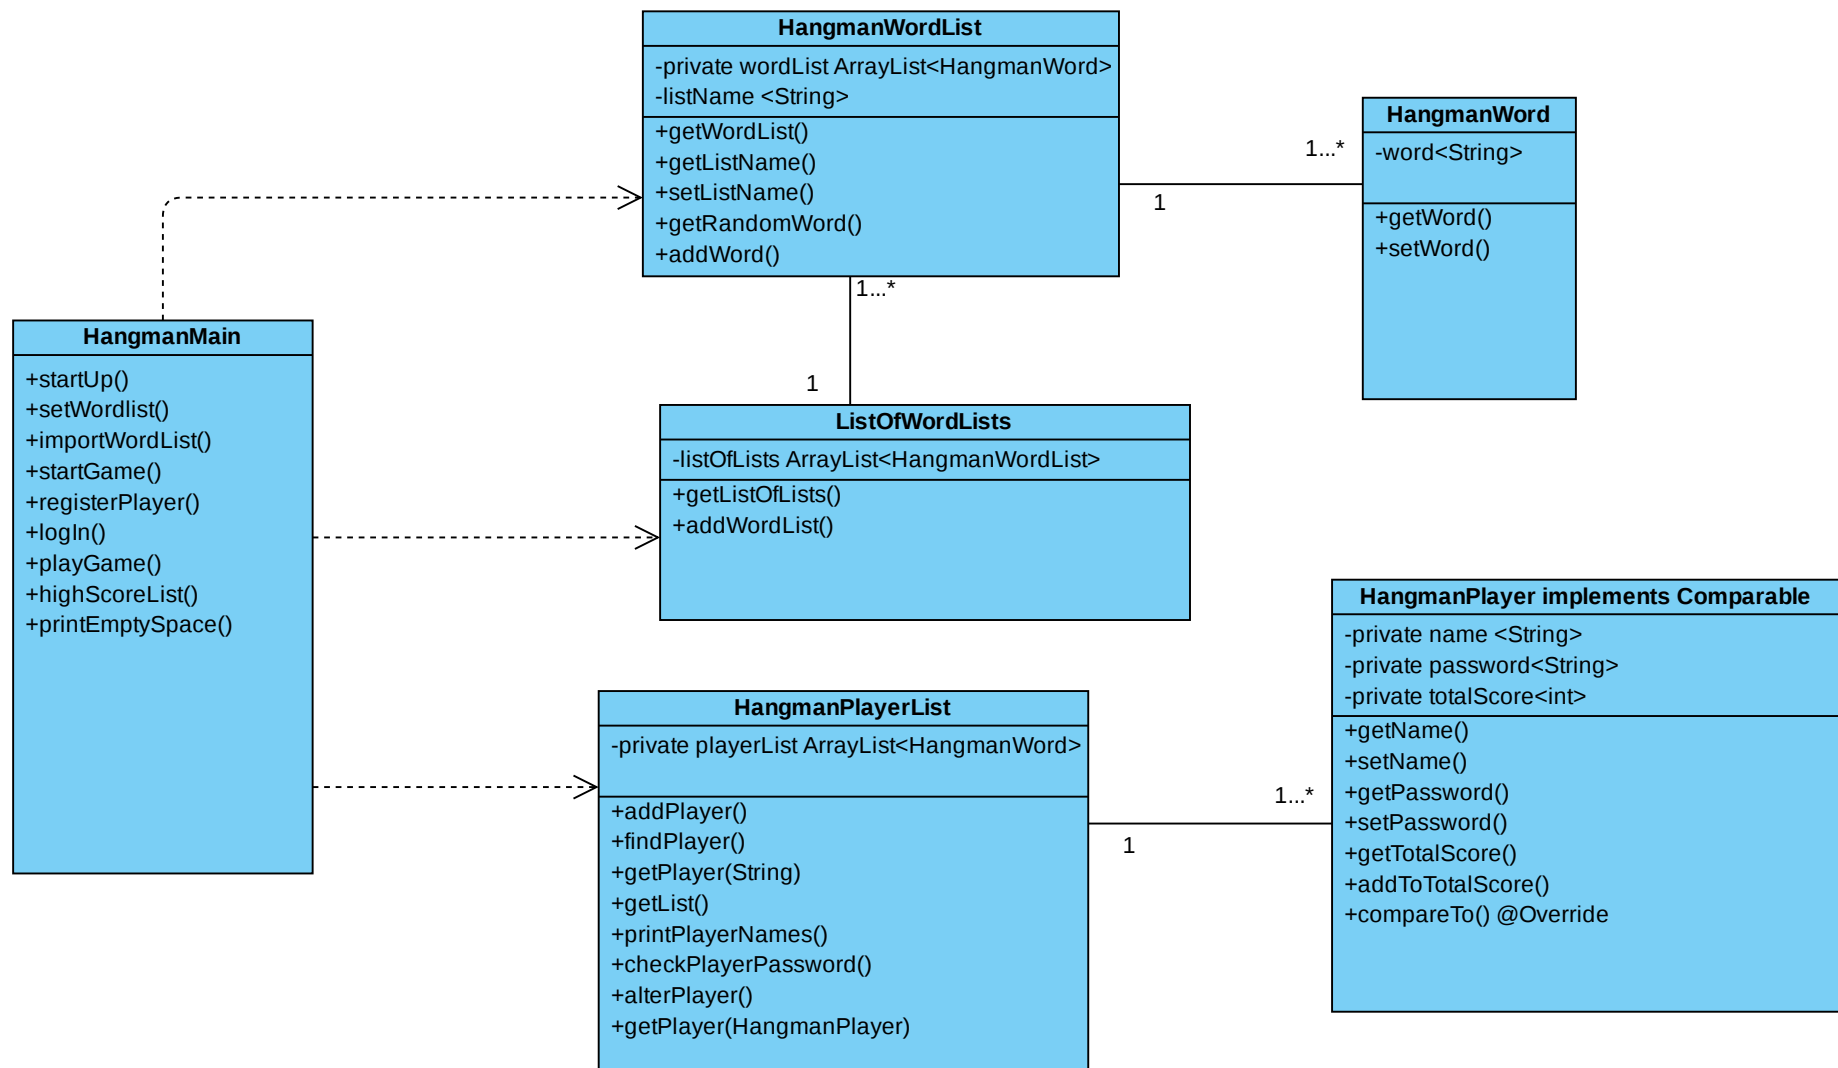 HangmanWordList
-private wordList ArrayList<HangmanWord>
-listName <String>
+getWordList()
+getListName()
+setListName()
+getRandomWord()
+addWord()
HangmanWord
-word<String>
+getWord()
+setWord()
1...*
1
1...*
1
HangmanMain
+startUp()
+setWordlist()
+importWordList()
+startGame()
+registerPlayer()
+logIn()
+playGame()
+highScoreList()
+printEmptySpace()
ListOfWordLists
-listOfLists ArrayList<HangmanWordList>
+getListOfLists()
+addWordList()
HangmanPlayerList
-private playerList ArrayList<HangmanWord>
+addPlayer()
+findPlayer()
+getPlayer(String)
+getList()
+printPlayerNames()
+checkPlayerPassword()
+alterPlayer()
+getPlayer(HangmanPlayer)
1...*
1
HangmanPlayer implements Comparable
-private name <String>
-private password<String>
-private totalScore<int>
+getName()
+setName()
+getPassword()
+setPassword()
+getTotalScore()
+addToTotalScore()
+compareTo() @Override